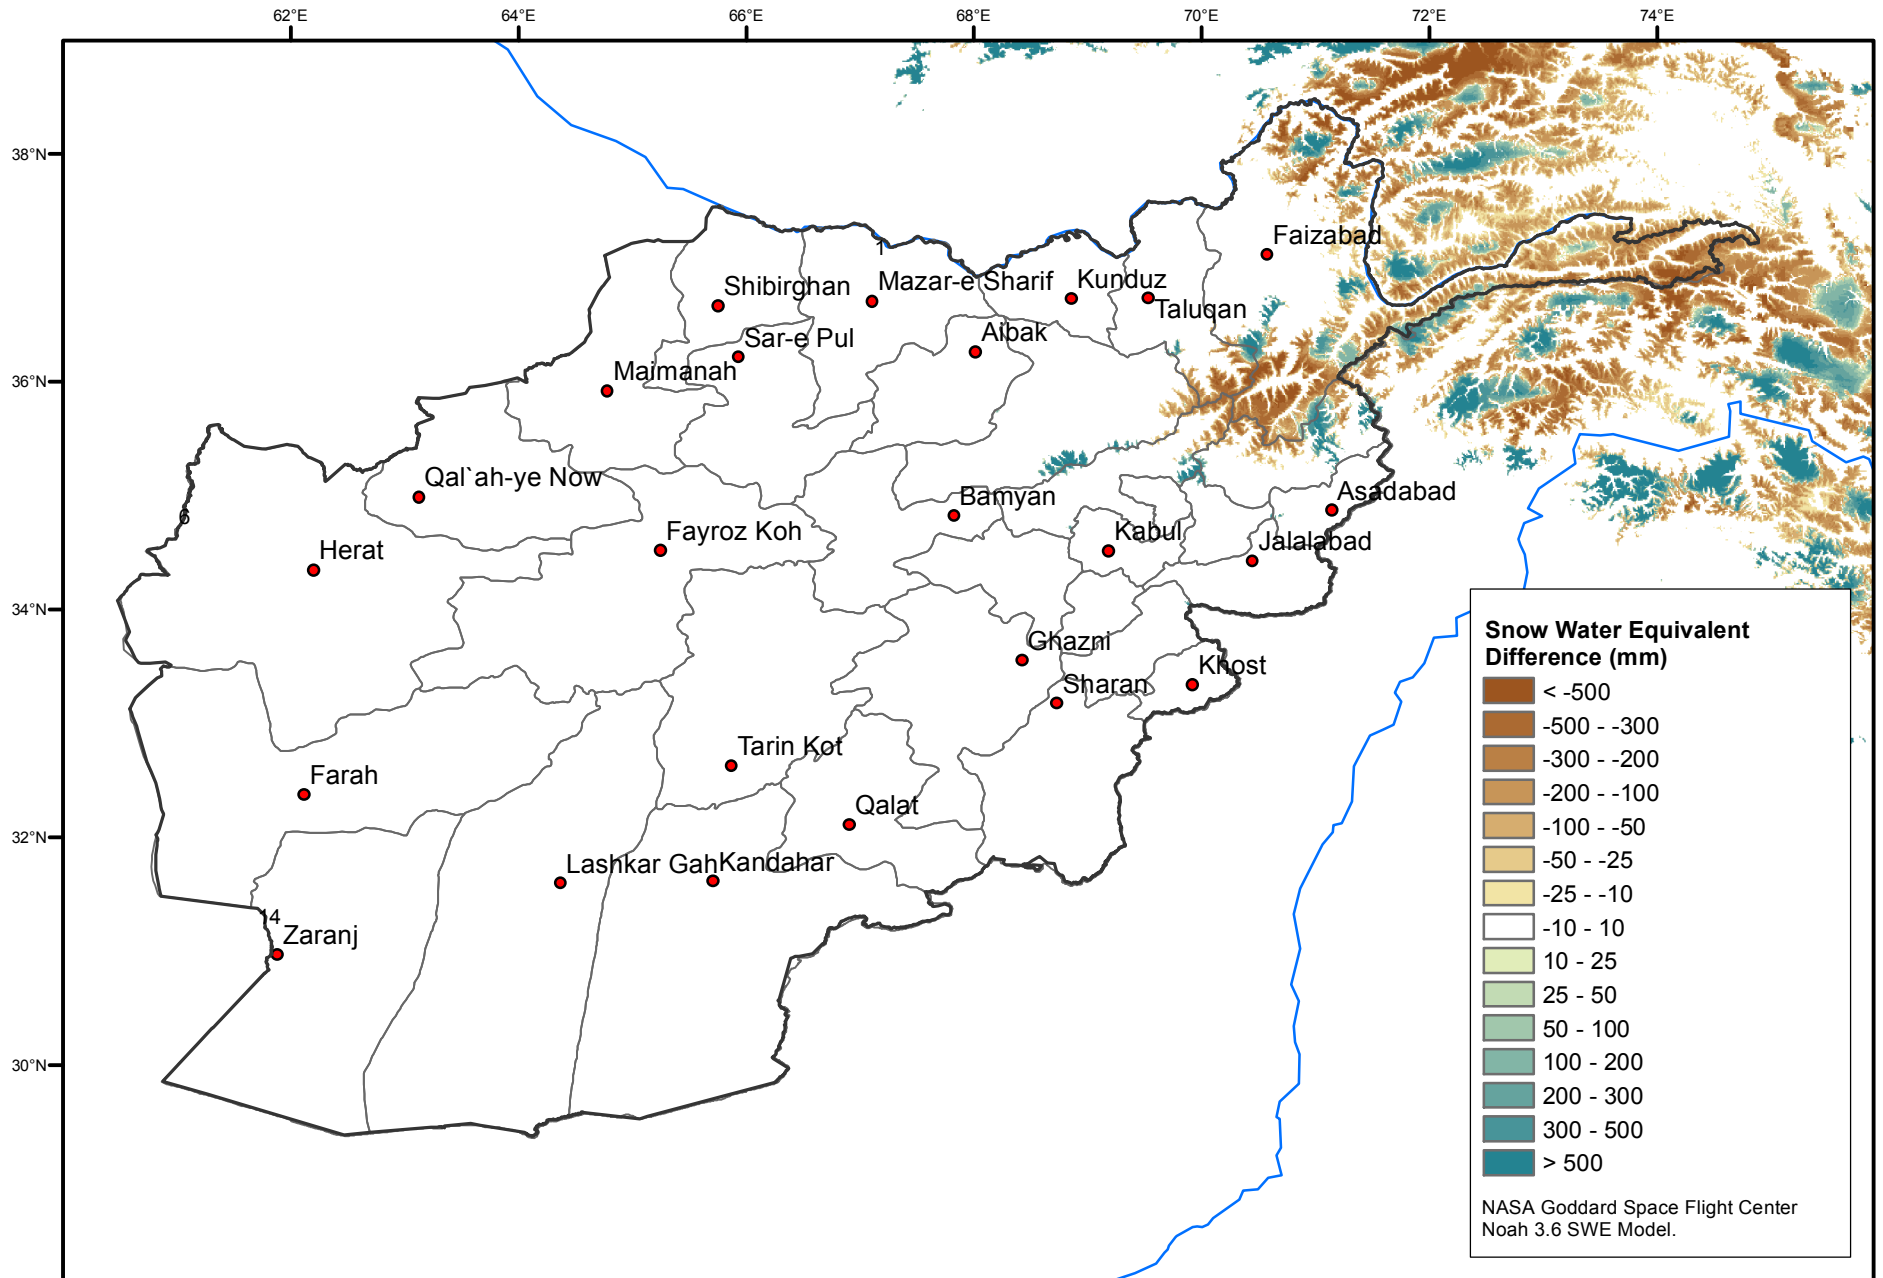 62°E
64°E
66°E
68°E
70°E
72°E
74°E
38°N
36°N
34°N
32°N
30°N
1
6
14
Faizabad
Shibirghan
Mazar-e Sharif
Kunduz
Taluqan
Sar-e Pul
Aibak
Maimanah
Qal`ah-ye Now
Bamyan
Asadabad
Herat
Fayroz Koh
Kabul
Jalalabad
Ghazni
Khost
Sharan
Tarin Kot
Farah
Qalat
Lashkar Gah
Kandahar
Zaranj
Snow Water Equivalent
Difference (mm)
< -500
-500 - -300
-300 - -200
-200 - -100
-100 - -50
-50 - -25
-25 - -10
-10 - 10
10 - 25
25 - 50
50 - 100
100 - 200
200 - 300
300 - 500
> 500
NASA Goddard Space Flight Center
Noah 3.6 SWE Model.